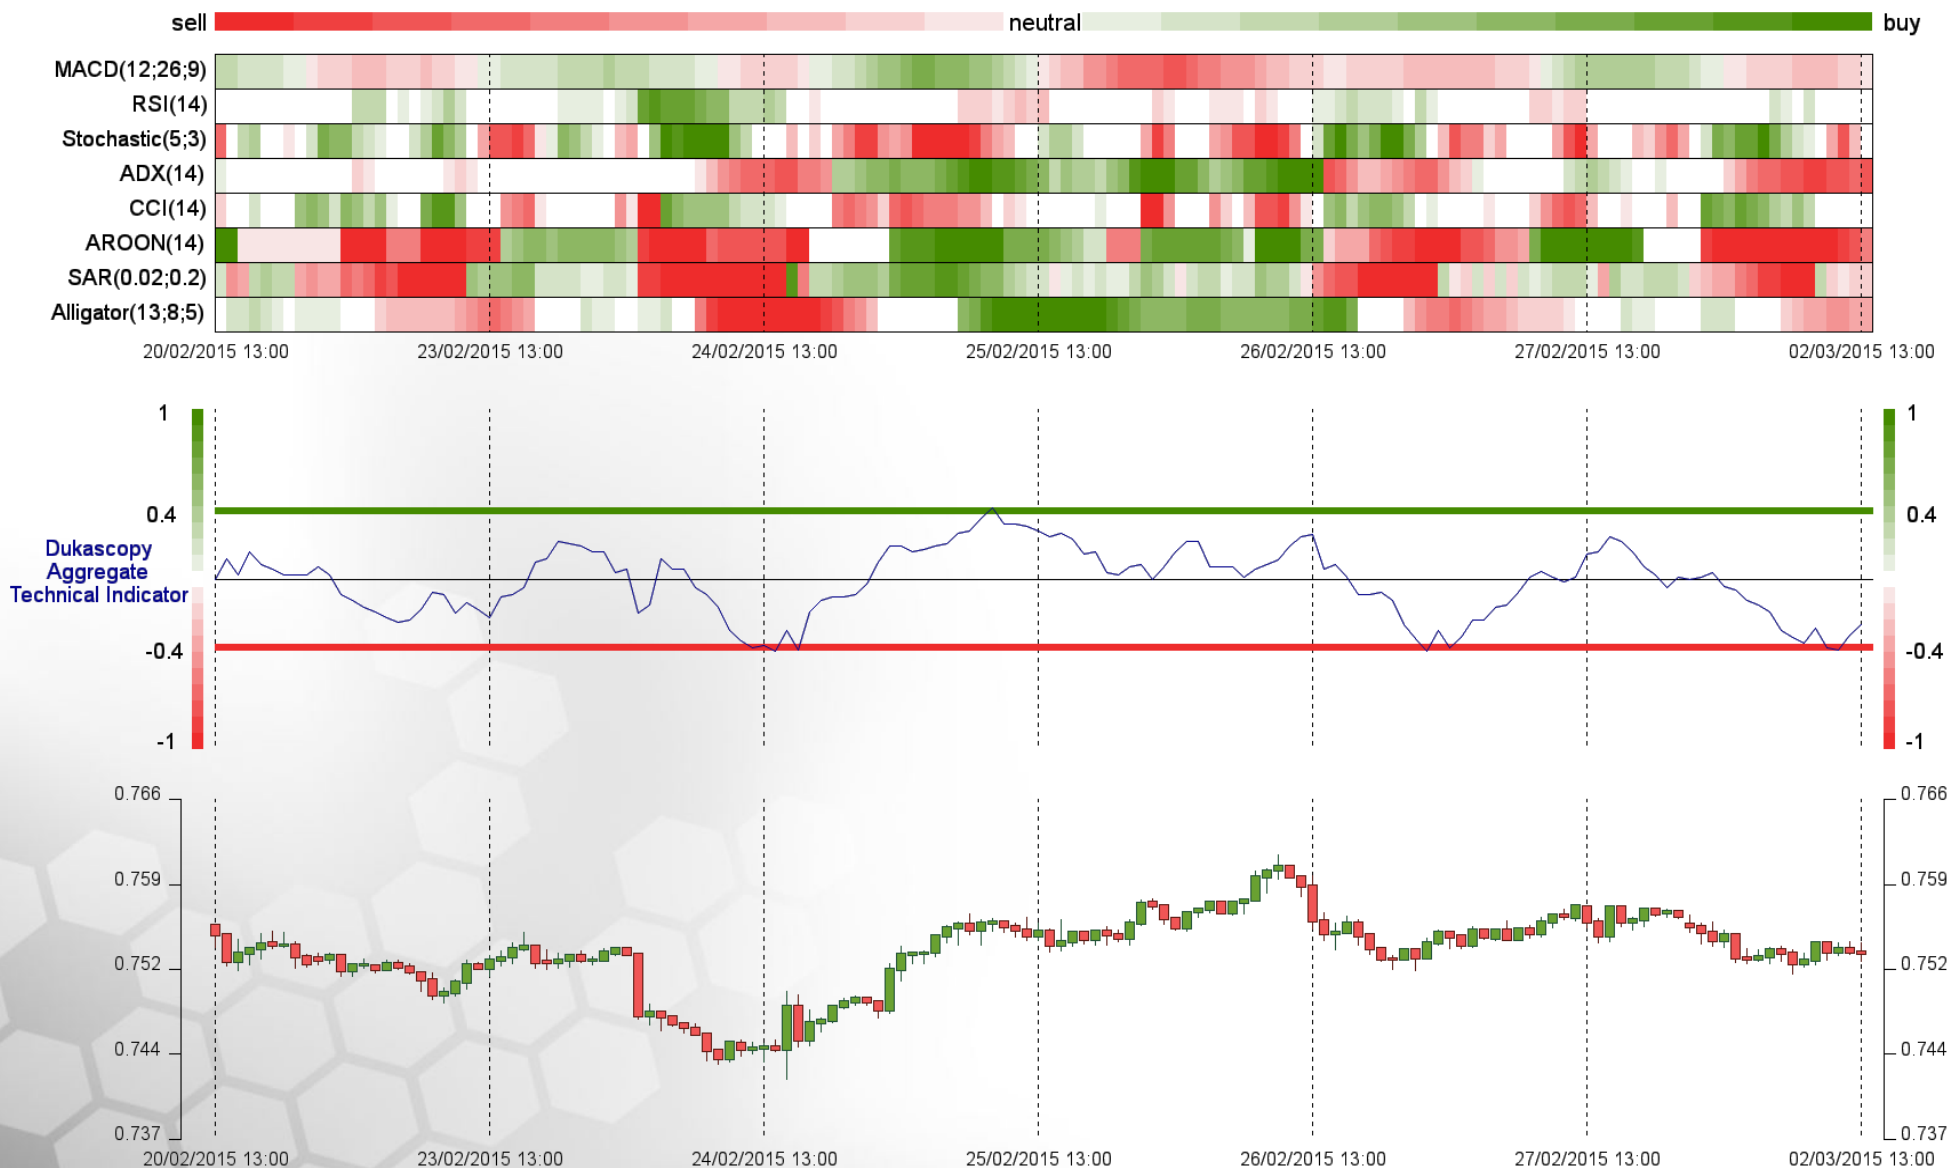 sell neutral buy
MACD(12;26;9)
RSI(14)
Stochastic(5;3)
ADX(14)
CCI(14)
AROON(14)
SAR(0.02;0.2)
Alligator(13;8;5)
20/02/2015 13:00 23/02/2015 13:00 24/02/2015 13:00 25/02/2015 13:00 26/02/2015 13:00 27/02/2015 13:00 02/03/2015 13:00
1 1
0.4 0.4
Dukascopy
Aggregate
Technical Indicator
-0.4 -0.4
-1 -1
0.766 0.766
0.759 0.759
0.752 0.752
0.744 0.744
0.737 0.737
20/02/2015 13:00 23/02/2015 13:00 24/02/2015 13:00 25/02/2015 13:00 26/02/2015 13:00 27/02/2015 13:00 02/03/2015 13:00